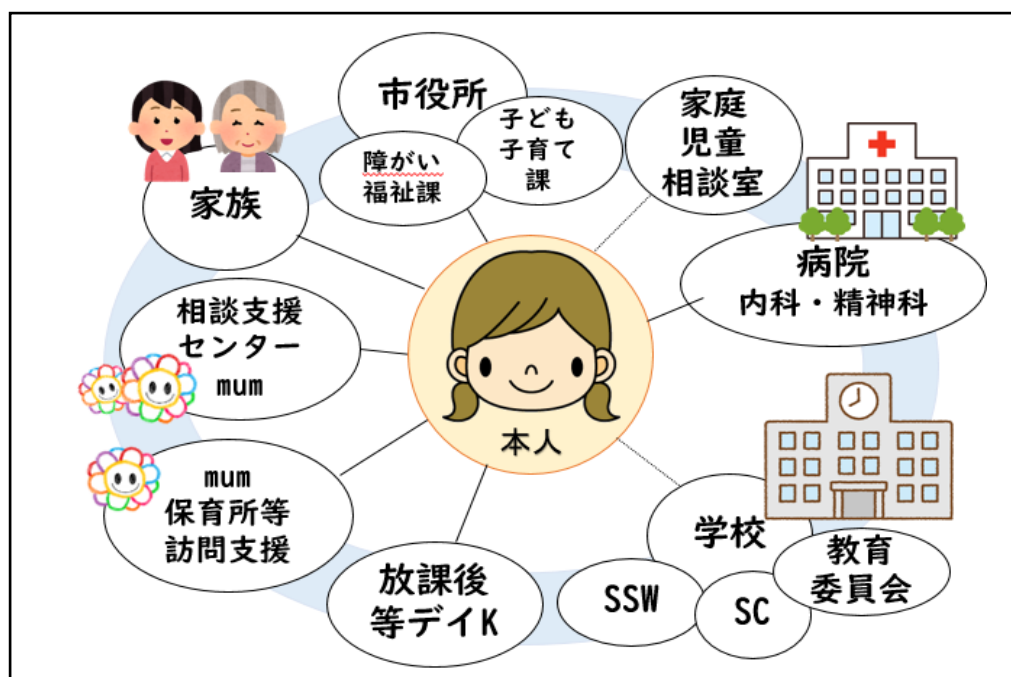 市役所
障がい
福祉課
子ども
子育て
課
家庭
児童
相談室
病院
内科・精神科
家族
相談支援
センター
mum
本人
mum
保育所等
訪問支援
放課後
等デイK
学校
SSW
SC
教育
委員会